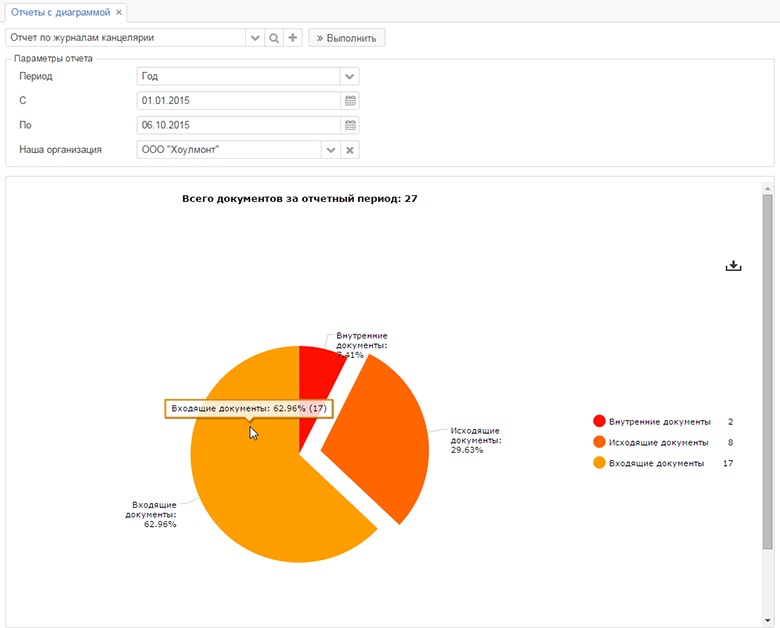 Отчеты с диаграммой
Отчет по журналам канцелярии
Выполнить
Параметры отчета
Период Год
С 01.01.2015
По 06.10.2015
Наша организация ООО "Хоулмонт"
Всего документов за отчетный период: 27
Внутренние
документы:
7.41%
Входящие документы: 62.96% (17)
Исходящие
документы:
29.63%
Входящие
документы:
62.96%
Внутренние документы 2
Исходящие документы 8
Входящие документы 17